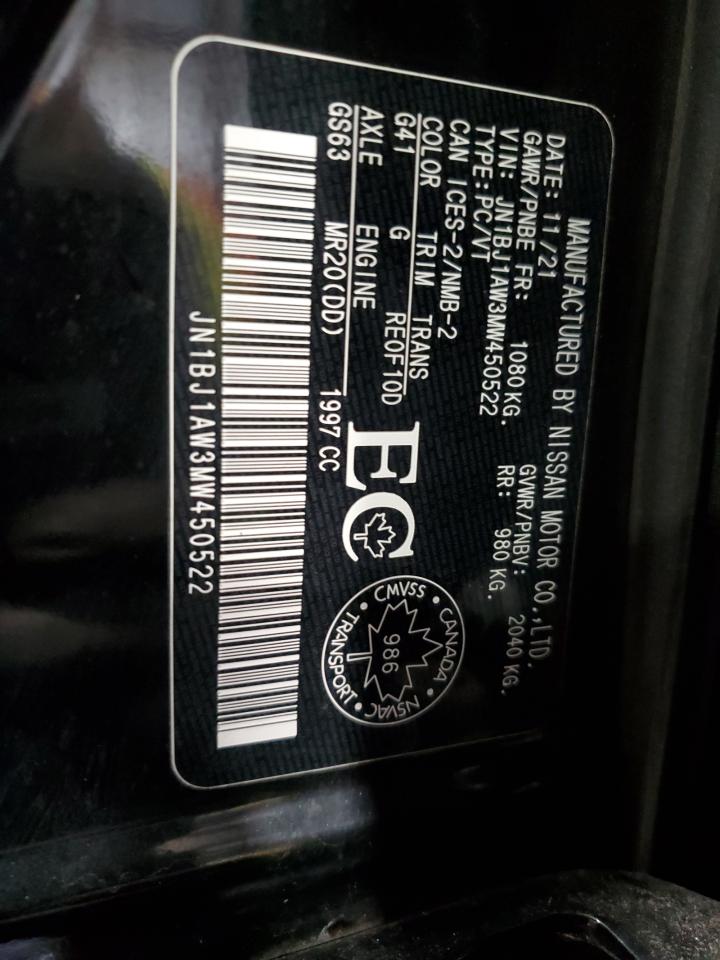 MANUFACTURED BY NISSAN MOTOR CO.,LTD.
DATE: 11/21 GVWR/PNBV: 2040 KG.
GAWR/PNBE FR: 1080 KG. RR: 980 KG.
VIN: JN1BJ1AW3MW450522
TYPE:PC/VT
CAN ICES-2/NMB-2
COLOR TRIM TRANS
G41 G RE0F10D
AXLE ENGINE
GS63 MR20(DD) 1997 CC
EC
CANADA • NSVAC • TRANSPORT • CMVSS •
986
JN1BJ1AW3MW450522